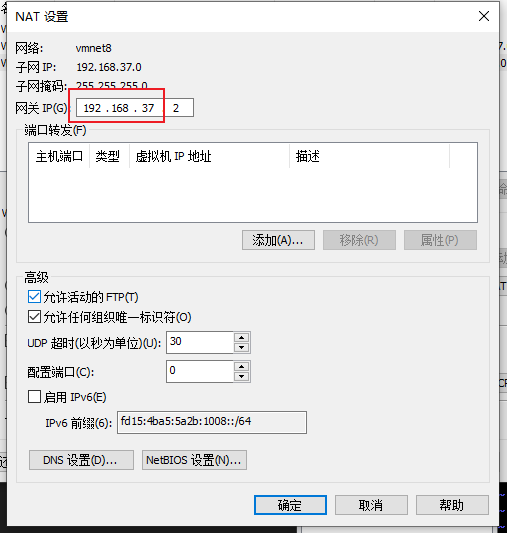 NAT 设置
网络: vmnet8
子网 IP: 192.168.37.0
子网掩码: 255.255.255.0
网关 IP(G): 192 . 168 . 37 . 2
端口转发(F)
主机端口 类型 虚拟机 IP 地址 描述
添加(A)... 移除(R) 属性(P)
高级
允许活动的 FTP(T)
允许任何组织唯一标识符(O)
UDP 超时(以秒为单位)(U): 30
配置端口(C): 0
启用 IPv6(E)
IPv6 前缀(6): fd15:4ba5:5a2b:1008::/64
DNS 设置(D)... NetBIOS 设置(N)...
确定 取消 帮助